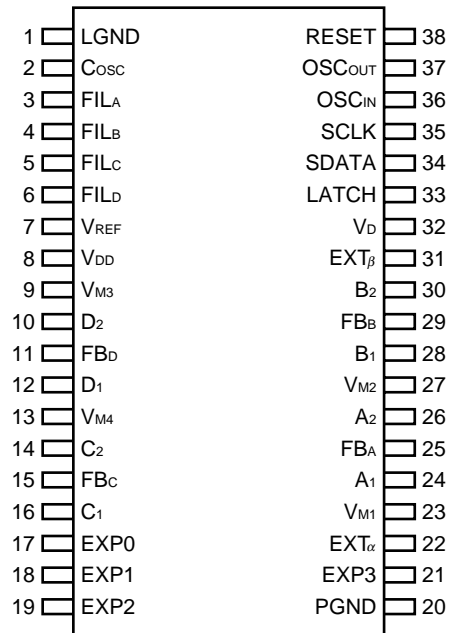 1 LGND RESET 38
2 COSC OSCOUT 37
3 FILA OSCIN 36
4 FILB SCLK 35
5 FILC SDATA 34
6 FILD LATCH 33
7 VREF VD 32
8 VDD EXTβ 31
9 VM3 B2 30
10 D2 FBB 29
11 FBD B1 28
12 D1 VM2 27
13 VM4 A2 26
14 C2 FBA 25
15 FBC A1 24
16 C1 VM1 23
17 EXP0 EXTα 22
18 EXP1 EXP3 21
19 EXP2 PGND 20